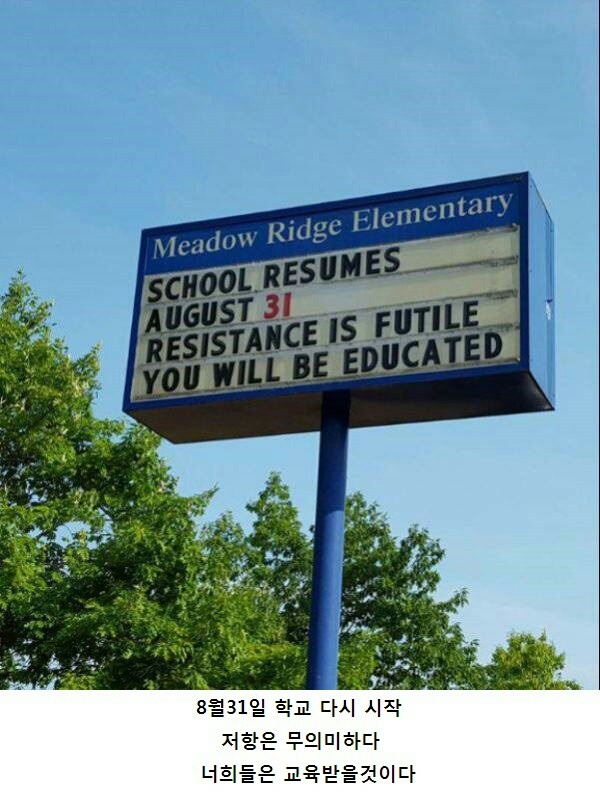 Meadow Ridge Elementary
SCHOOL RESUMES
AUGUST 31
RESISTANCE IS FUTILE
YOU WILL BE EDUCATED
8월31일 학교 다시 시작
저항은 무의미하다
너희들은 교육받을것이다